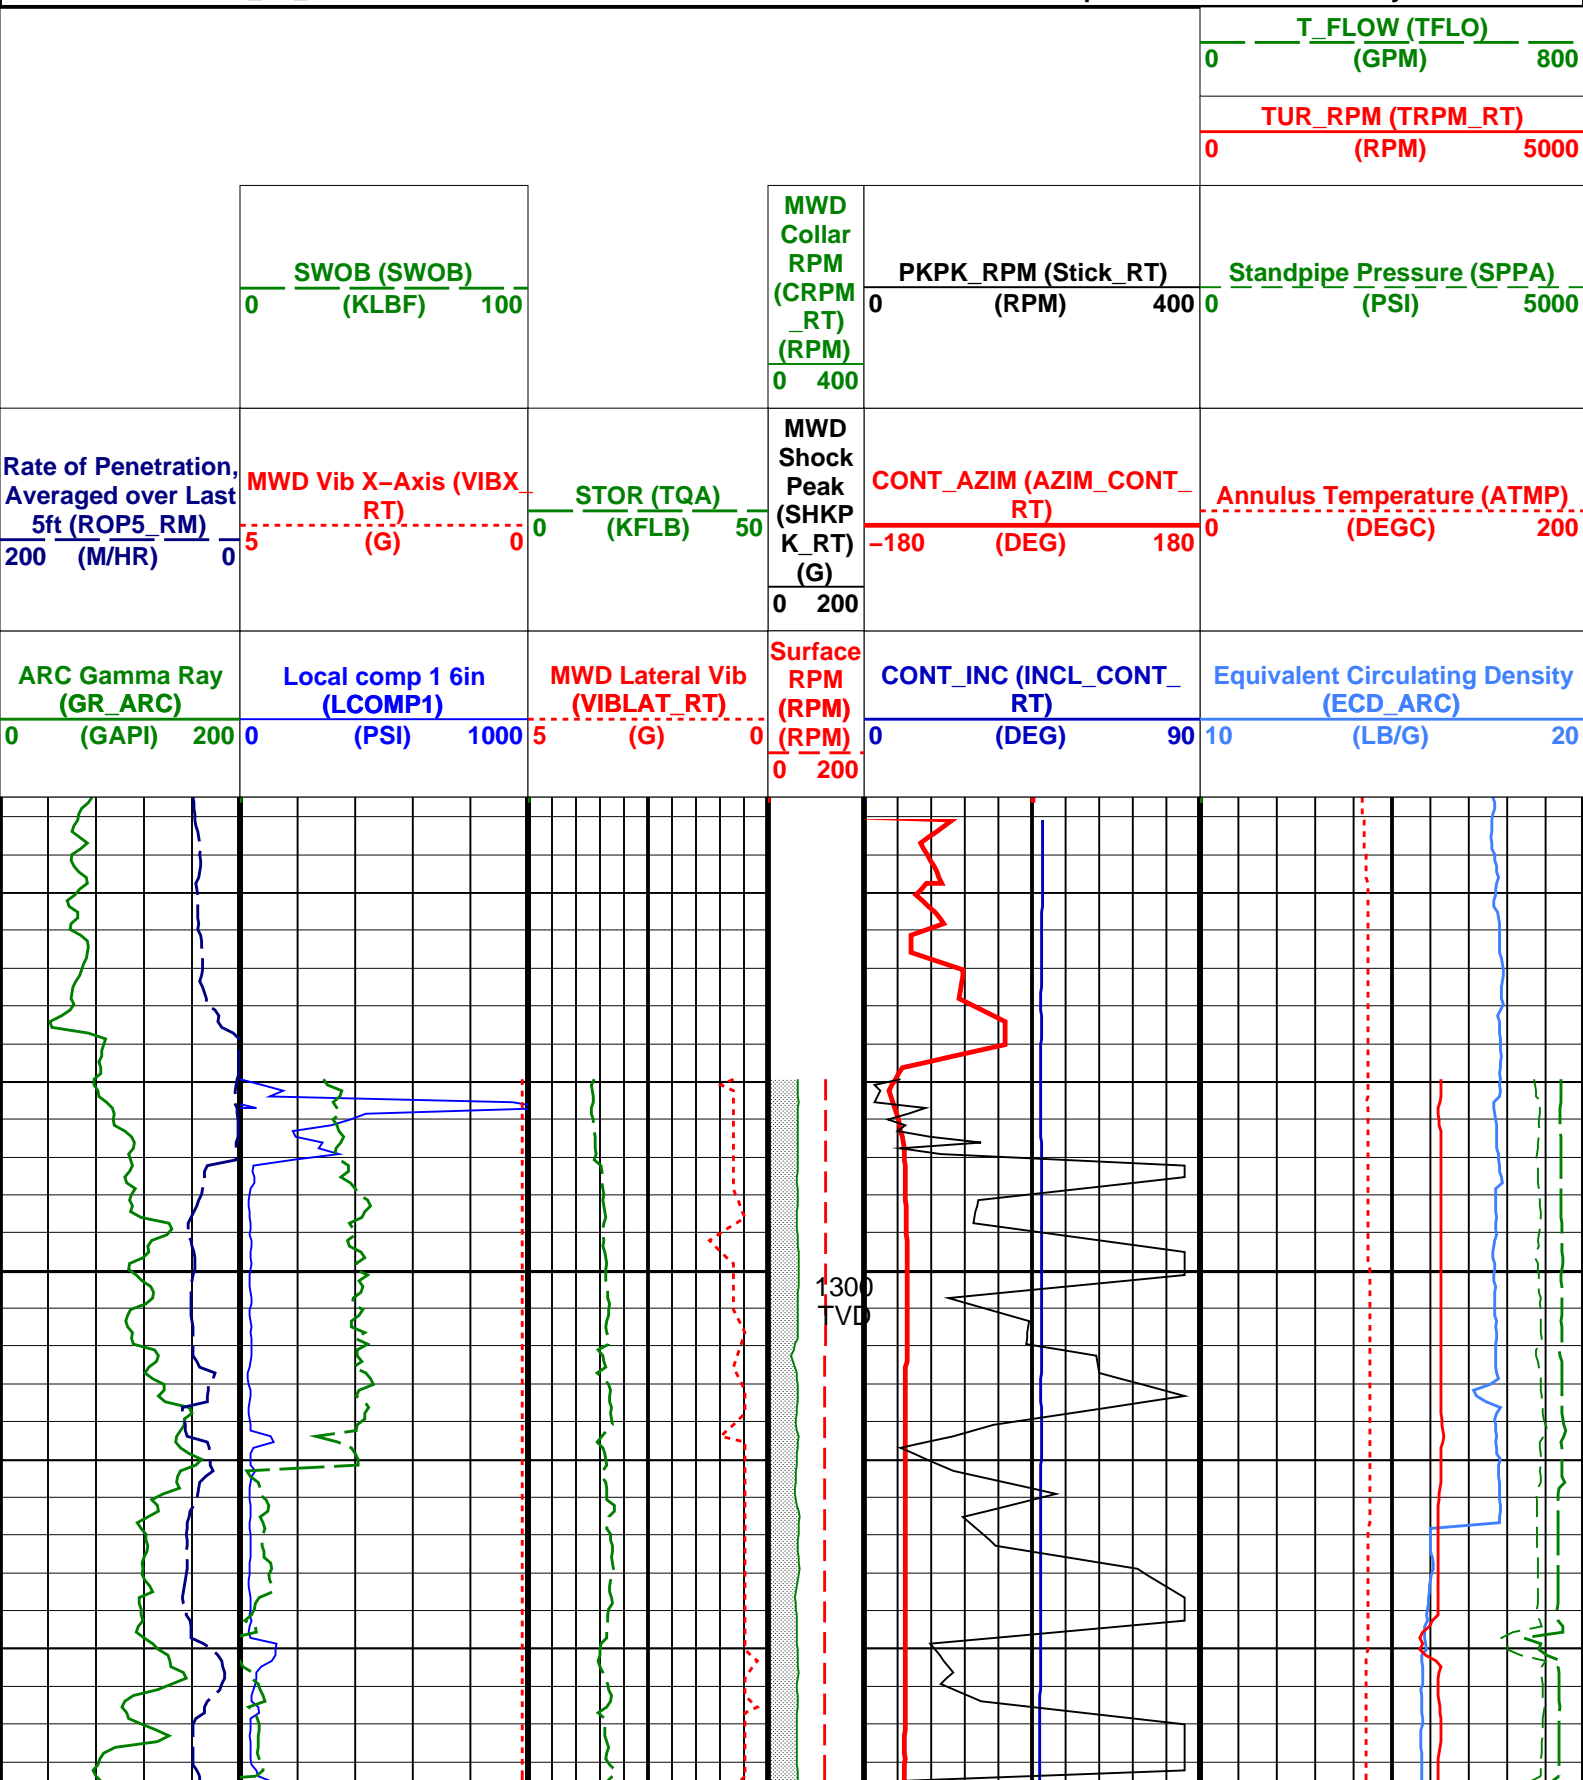 T_FLOW (TFLO)
0 (GPM) 800
TUR_RPM (TRPM_RT)
0 (RPM) 5000
SWOB (SWOB)
0 (KLBF) 100
MWD
Collar
RPM
(CRPM
_RT)
(RPM)
0 400
PKPK_RPM (Stick_RT)
0 (RPM) 400
Standpipe Pressure (SPPA)
0 (PSI) 5000
Rate of Penetration,
Averaged over Last
5ft (ROP5_RM)
200 (M/HR) 0
MWD Vib X−Axis (VIBX_
RT)
5 (G) 0
STOR (TQA)
0 (KFLB) 50
MWD
Shock
Peak
(SHKP
K_RT)
(G)
0 200
CONT_AZIM (AZIM_CONT_
RT)
−180 (DEG) 180
Annulus Temperature (ATMP)
0 (DEGC) 200
ARC Gamma Ray
(GR_ARC)
0 (GAPI) 200
Local comp 1 6in
(LCOMP1)
0 (PSI) 1000
MWD Lateral Vib
(VIBLAT_RT)
5 (G) 0
Surface
RPM
(RPM)
(RPM)
0 200
CONT_INC (INCL_CONT_
RT)
0 (DEG) 90
Equivalent Circulating Density
(ECD_ARC)
10 (LB/G) 20
1300
TVD